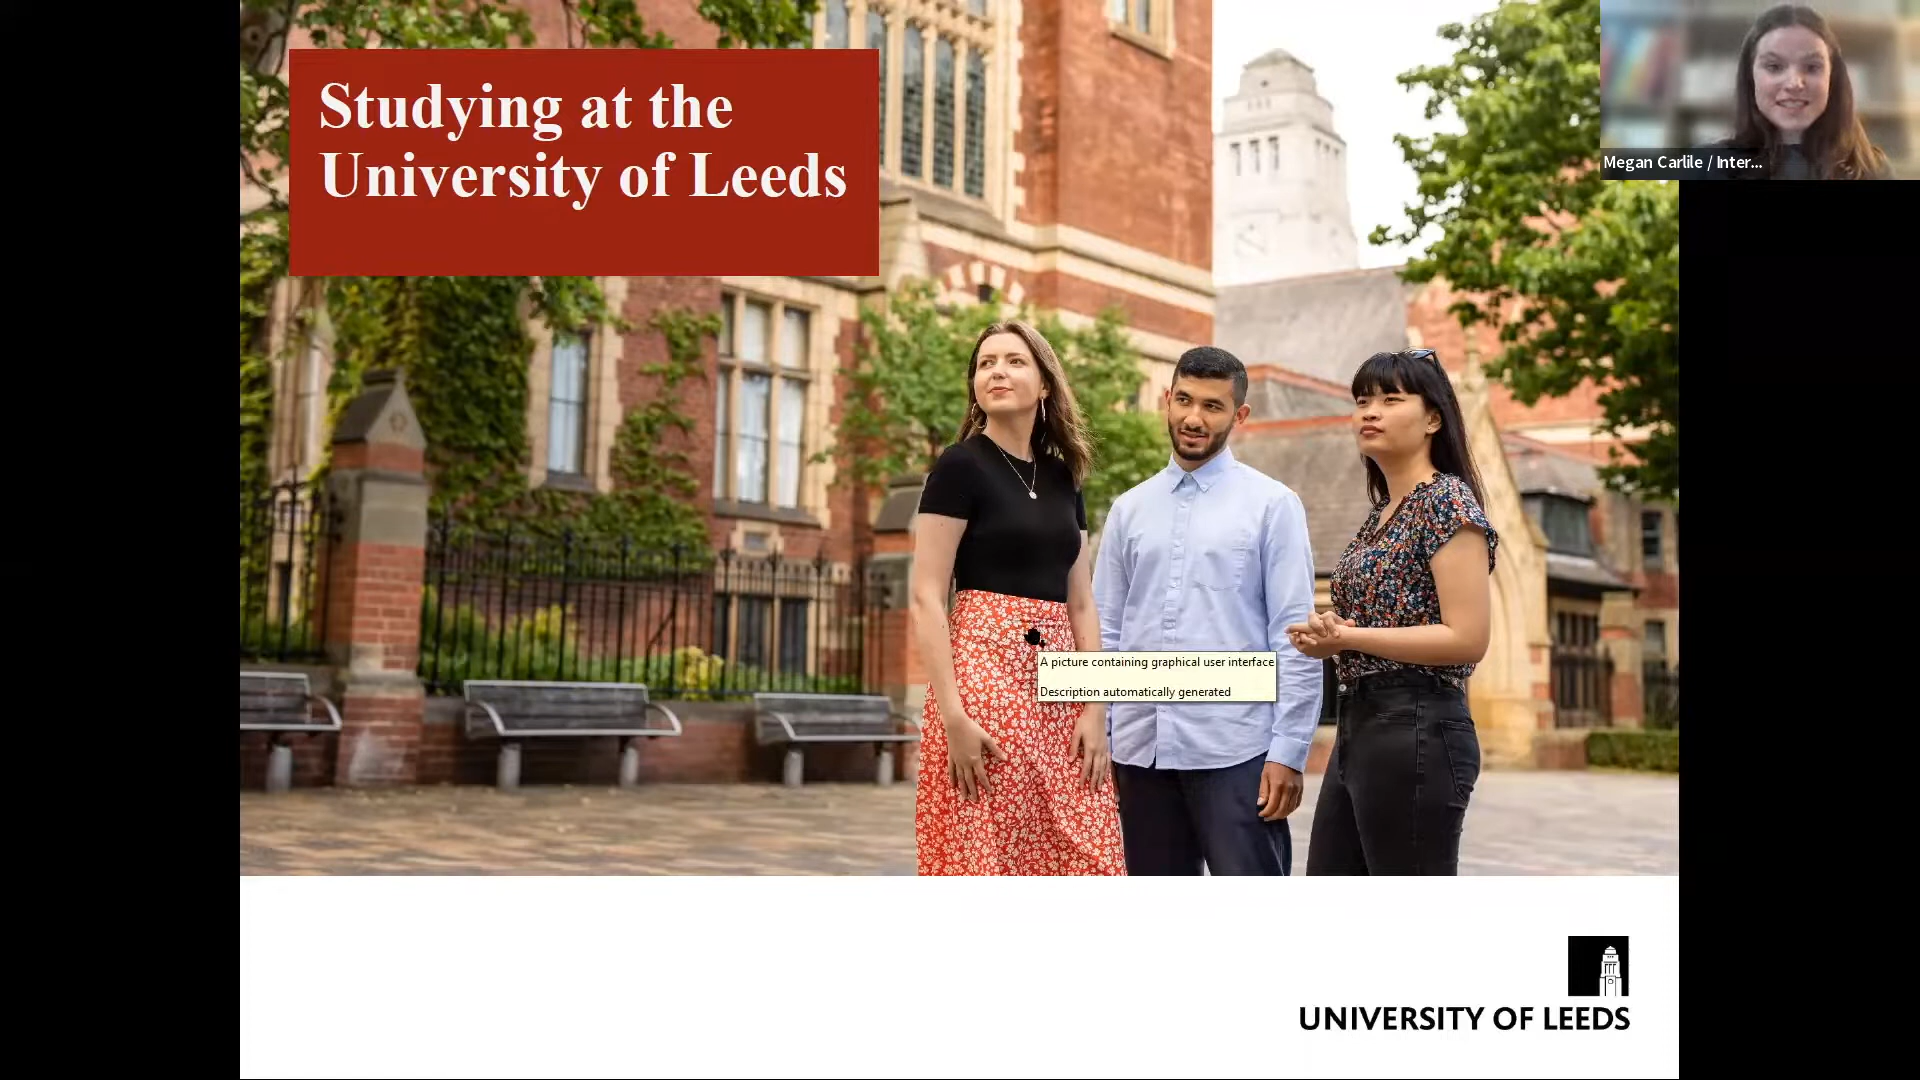 Studying at the
University of Leeds
Megan Carlile / Inter...
A picture containing graphical user interface
Description automatically generated
UNIVERSITY OF LEEDS